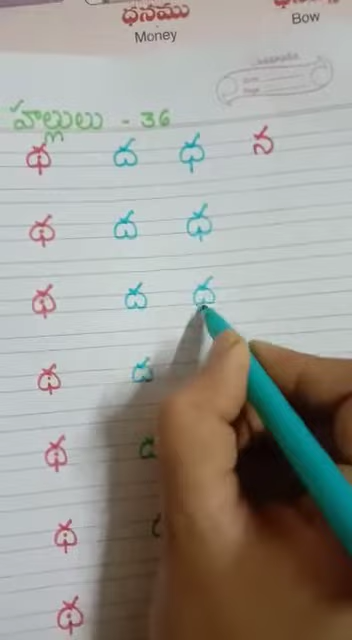 ధనము
Money
Bow
హల్లులు - 36
థ ద ధ న
థ ద ధ
థ ద ధ
థ ద
థ
థ
థ